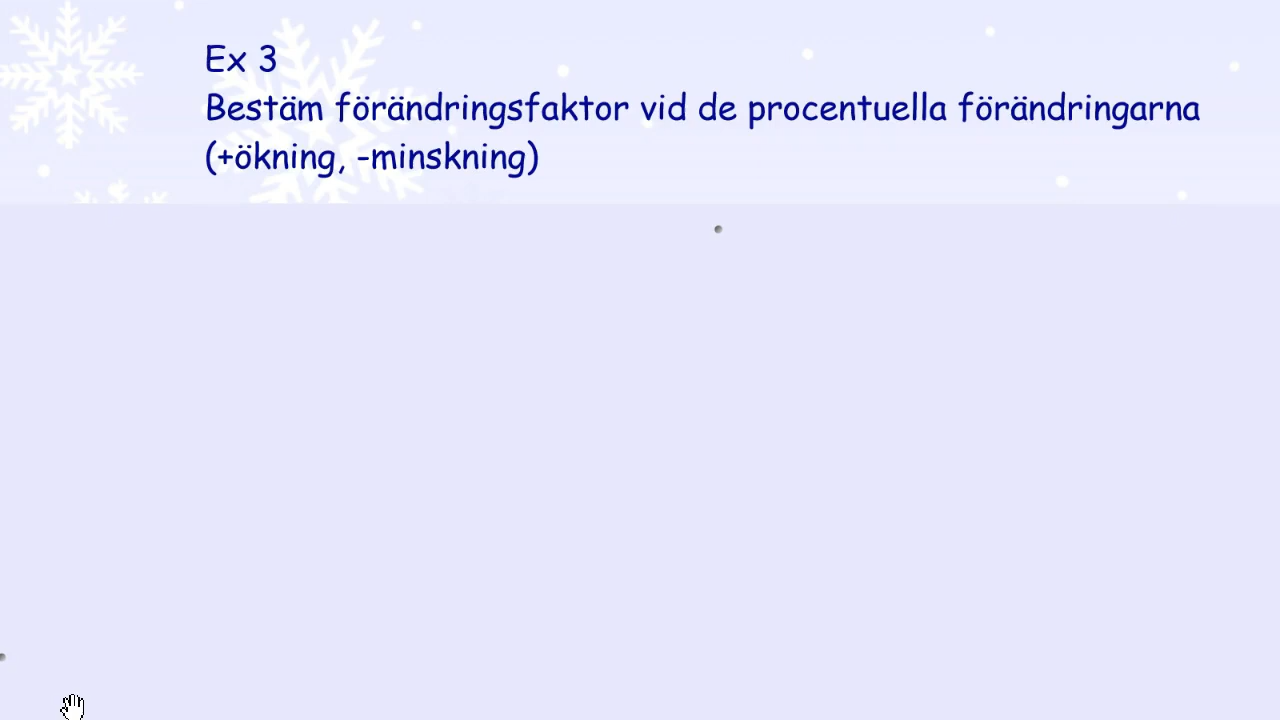 Ex 3
Bestäm förändringsfaktor vid de procentuella förändringarna
(+ökning, -minskning)